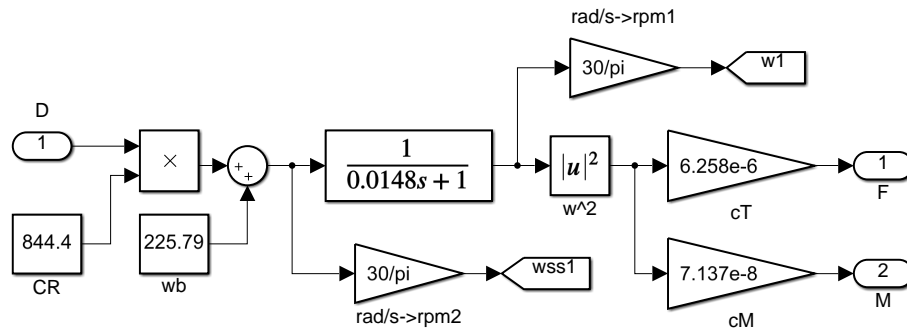 rad/s->rpm1
30/pi
w1
D
1
×
+
+
1
0.0148s + 1
|u|²
w^2
6.258e-6
cT
1
F
844.4
CR
225.79
wb
30/pi
rad/s->rpm2
wss1
7.137e-8
cM
2
M